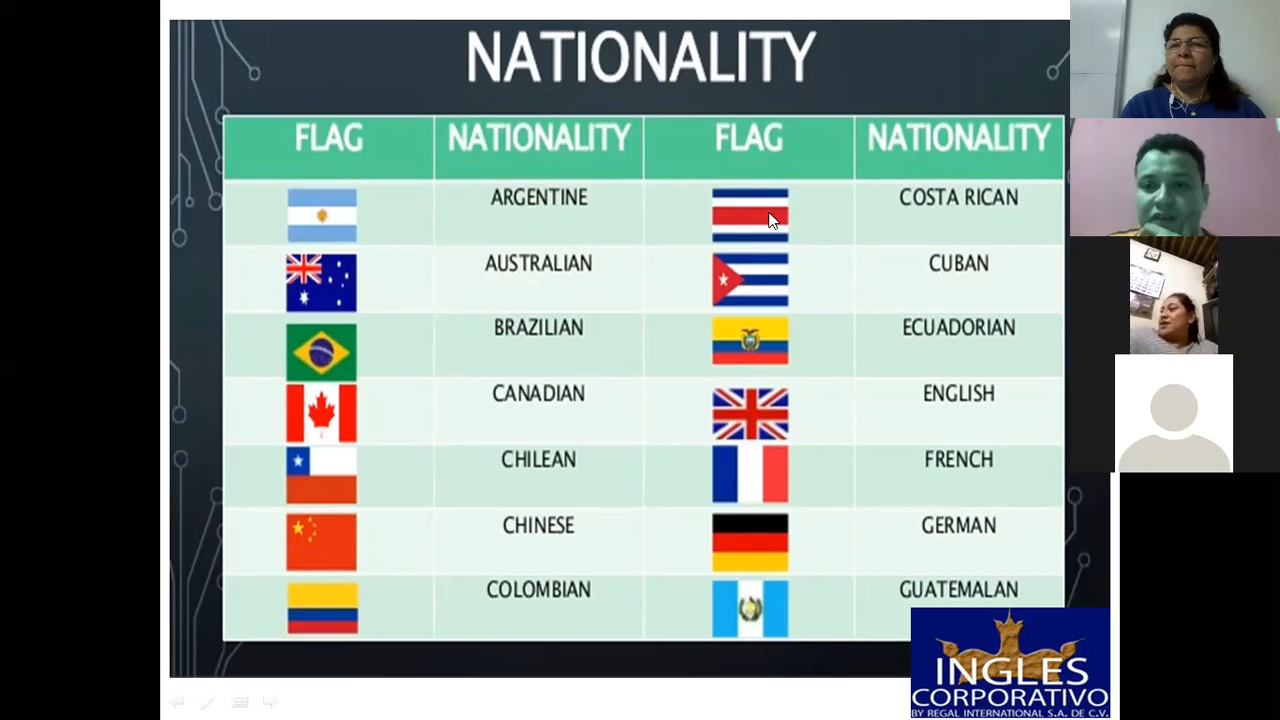 NATIONALITY
FLAG NATIONALITY FLAG NATIONALITY
ARGENTINE COSTA RICAN
AUSTRALIAN CUBAN
BRAZILIAN ECUADORIAN
CANADIAN ENGLISH
CHILEAN FRENCH
CHINESE GERMAN
COLOMBIAN GUATEMALAN
INGLES
CORPORATIVO
BY REGAL INTERNATIONAL S.A. DE C.V.